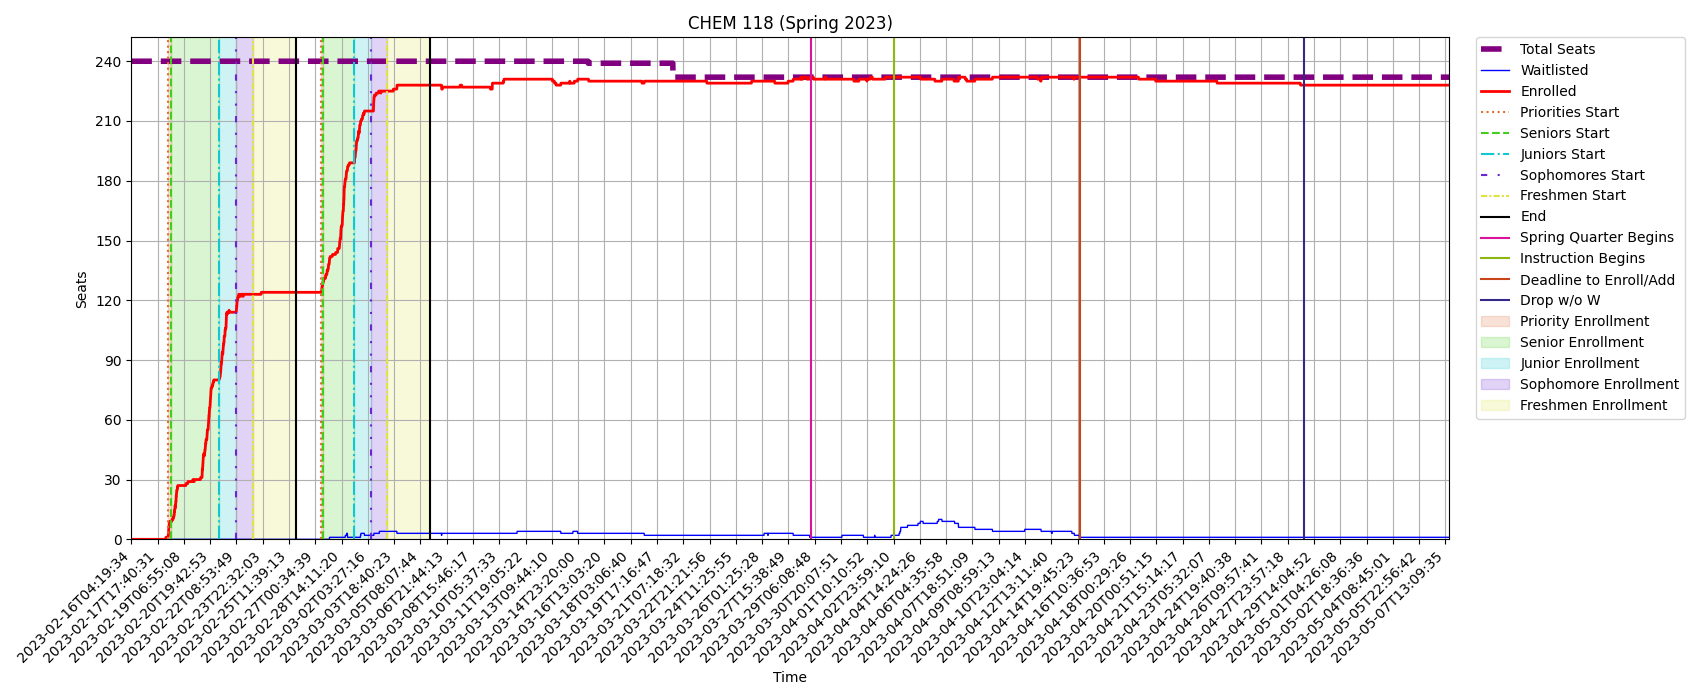 CHEM 118 (Spring 2023)
Seats
240
210
180
150
120
90
60
30
0
2023-02-16T04:19:34
2023-02-17T17:40:31
2023-02-19T06:55:08
2023-02-20T19:42:53
2023-02-22T08:53:49
2023-02-23T22:32:03
2023-02-25T11:39:13
2023-02-27T00:34:39
2023-02-28T14:11:20
2023-03-02T03:27:16
2023-03-03T18:40:23
2023-03-05T08:07:44
2023-03-06T21:44:13
2023-03-08T15:46:17
2023-03-10T05:37:33
2023-03-11T19:05:22
2023-03-13T09:44:10
2023-03-14T23:20:00
2023-03-16T13:03:20
2023-03-18T03:06:40
2023-03-19T17:16:47
2023-03-21T07:18:32
2023-03-22T21:21:56
2023-03-24T11:25:55
2023-03-26T01:25:28
2023-03-27T15:38:49
2023-03-29T06:08:48
2023-03-30T20:07:51
2023-04-01T10:10:52
2023-04-02T23:59:10
2023-04-04T14:24:26
2023-04-06T04:35:58
2023-04-07T18:51:09
2023-04-09T08:59:13
2023-04-10T23:04:14
2023-04-12T13:11:40
2023-04-14T19:45:23
2023-04-16T10:36:53
2023-04-18T00:29:26
2023-04-20T00:51:15
2023-04-21T15:14:17
2023-04-23T05:32:07
2023-04-24T19:40:38
2023-04-26T09:57:41
2023-04-27T23:57:18
2023-04-29T14:04:52
2023-05-01T04:26:08
2023-05-02T18:36:36
2023-05-04T08:45:01
2023-05-05T22:56:42
2023-05-07T13:09:35
Time
Total Seats
Waitlisted
Enrolled
Priorities Start
Seniors Start
Juniors Start
Sophomores Start
Freshmen Start
End
Spring Quarter Begins
Instruction Begins
Deadline to Enroll/Add
Drop w/o W
Priority Enrollment
Senior Enrollment
Junior Enrollment
Sophomore Enrollment
Freshmen Enrollment